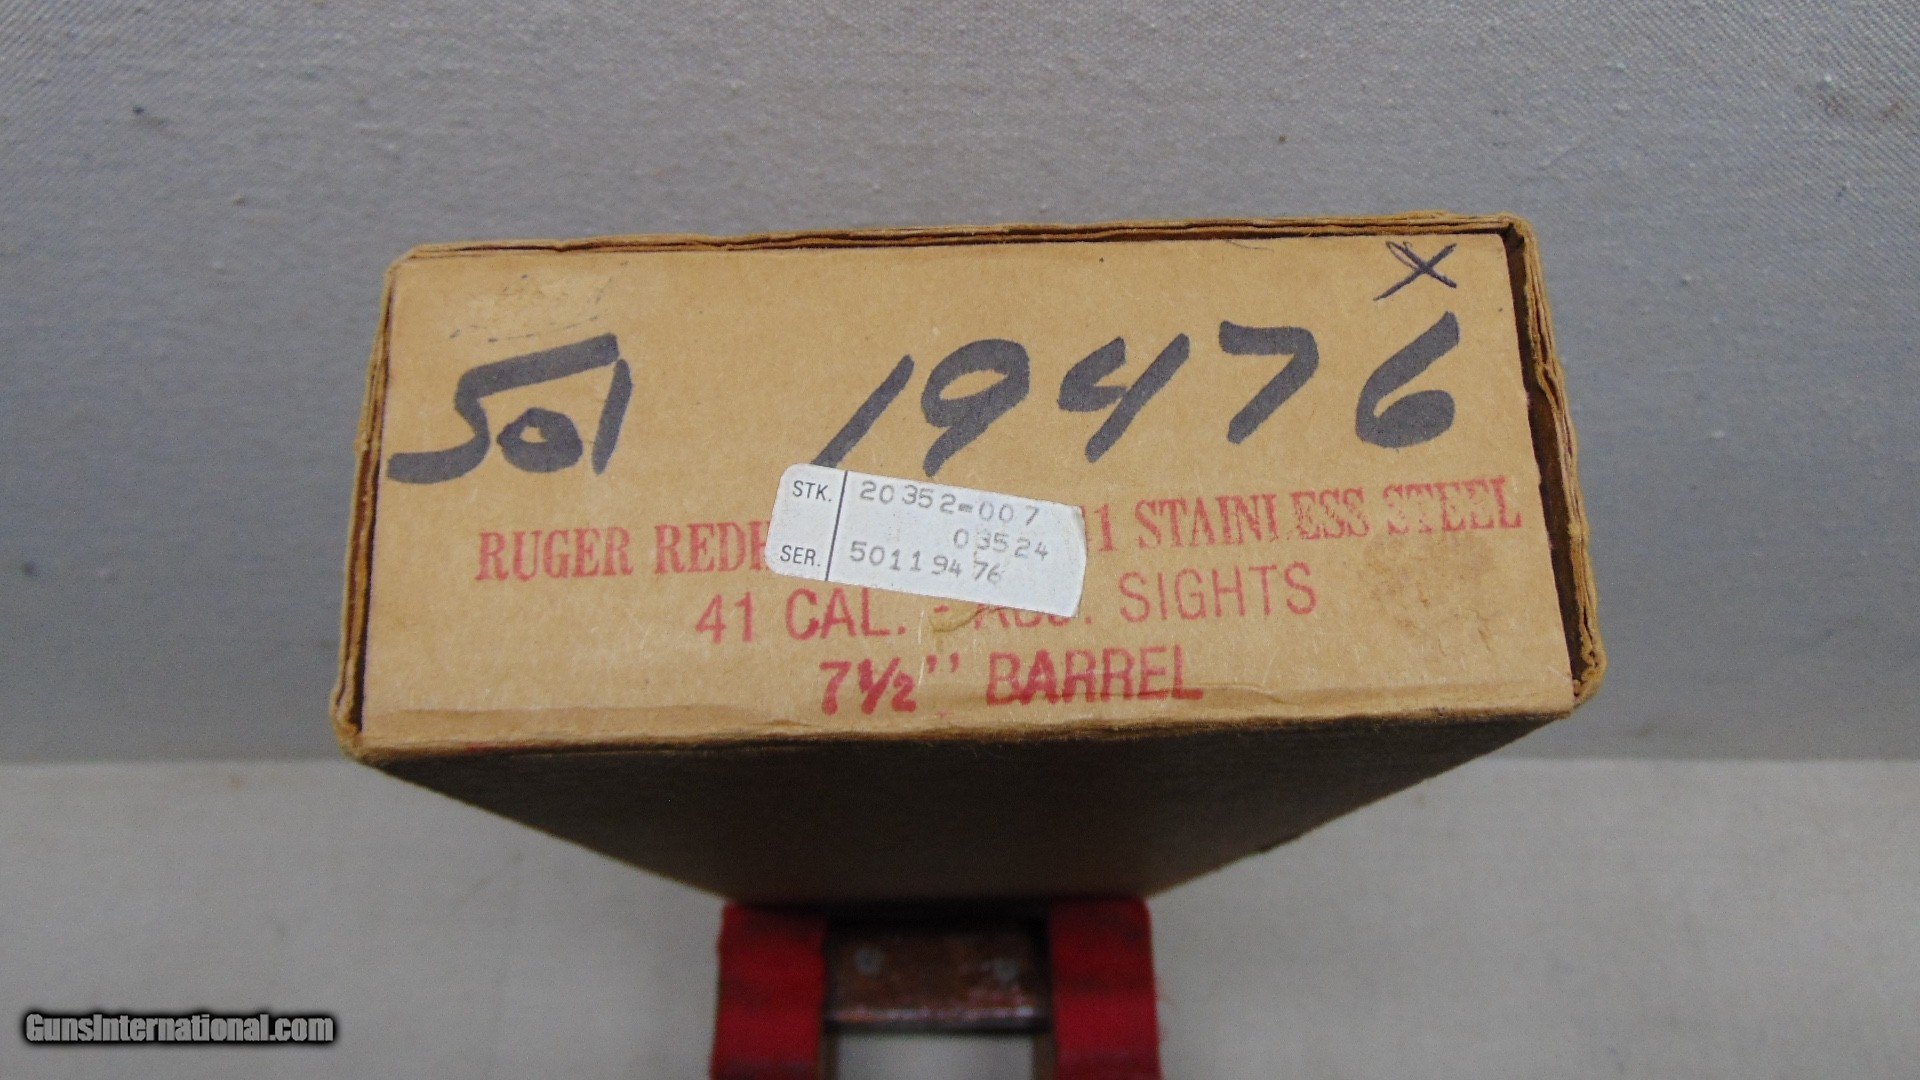 X
501 19476
STK. 20352-007
03524
SER. 50119476
RUGER STAINLESS STEEL
41 CAL. - SIGHTS
7½" BARREL
GunsInternational.com